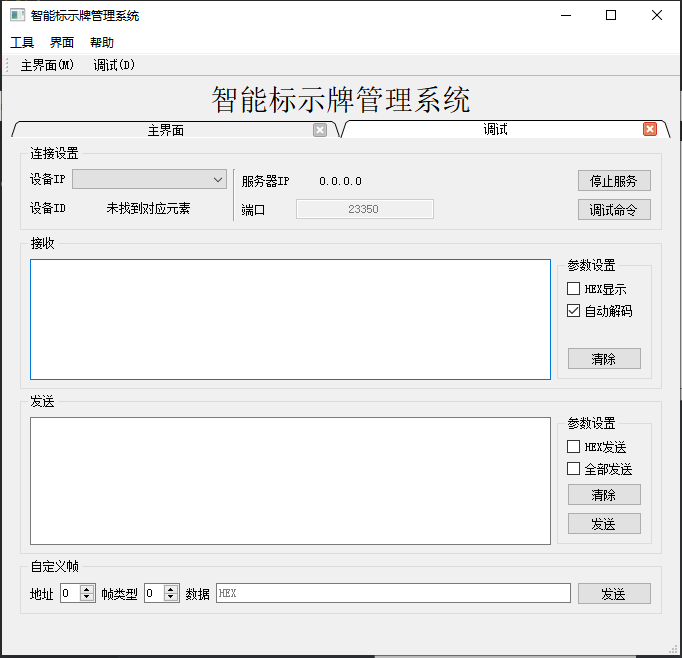 智能标示牌管理系统
工具 界面 帮助
主界面(M) 调试(D)
智能标示牌管理系统
主界面 调试
连接设置
设备IP 服务器IP 0.0.0.0 停止服务
设备ID 未找到对应元素 端口 23350 调试命令
接收
参数设置
HEX显示
自动解码
清除
发送
参数设置
HEX发送
全部发送
清除
发送
自定义帧
地址 0 帧类型 0 数据 HEX 发送